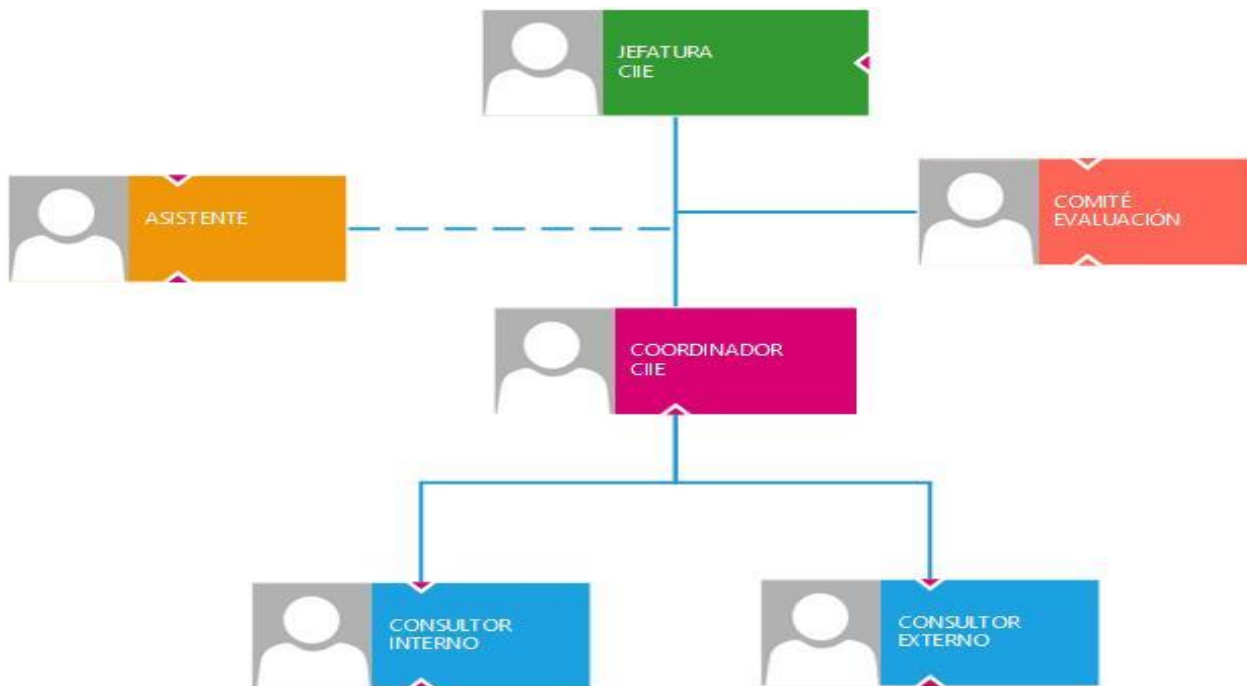 JEFATURA
CIIE
ASISTENTE
COMITÉ
EVALUACIÓN
COORDINADOR
CIIE
CONSULTOR
INTERNO
CONSULTOR
EXTERNO